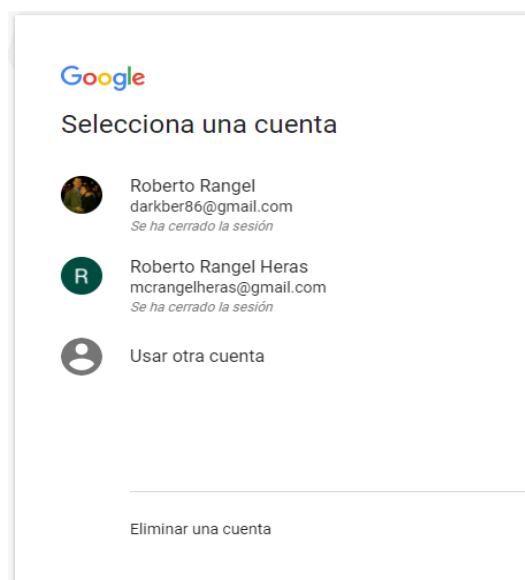 Google
Selecciona una cuenta
Roberto Rangel
darkber86@gmail.com
Se ha cerrado la sesión
R
Roberto Rangel Heras
mcrangelheras@gmail.com
Se ha cerrado la sesión
Usar otra cuenta
Eliminar una cuenta